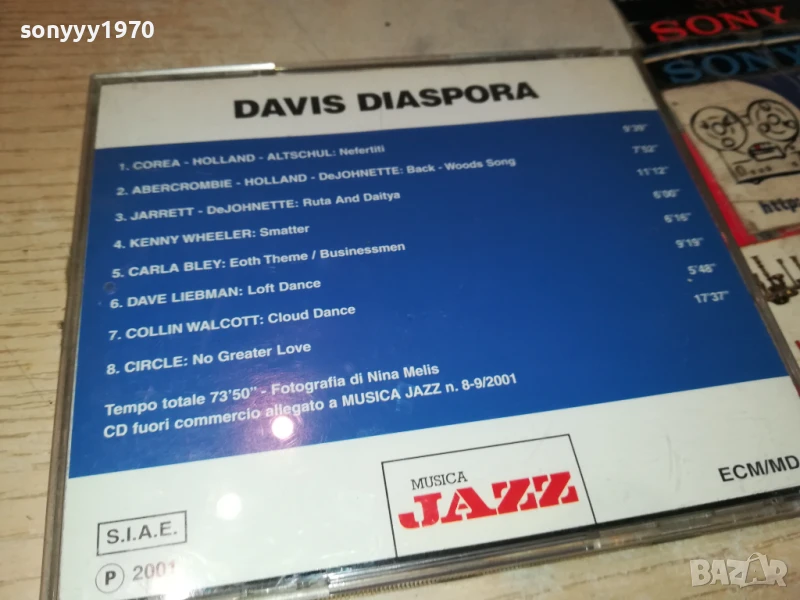 sonyyy1970
SONY
SONY
DAVIS DIASPORA
1. COREA - HOLLAND - ALTSCHUL: Nefertiti 9'39"
2. ABERCROMBIE - HOLLAND - DeJOHNETTE: Back - Woods Song 7'52"
3. JARRETT - DeJOHNETTE: Ruta And Daitya 11'12"
4. KENNY WHEELER: Smatter 6'00"
5. CARLA BLEY: Eoth Theme / Businessmen 6'16"
6. DAVE LIEBMAN: Loft Dance 9'19"
7. COLLIN WALCOTT: Cloud Dance 5'48"
8. CIRCLE: No Greater Love 17'37"
Tempo totale 73'50" - Fotografia di Nina Melis
CD fuori commercio allegato a MUSICA JAZZ n. 8-9/2001
MUSICA
JAZZ
ECM/MD
S.I.A.E.
P 2001
http
BAZAR